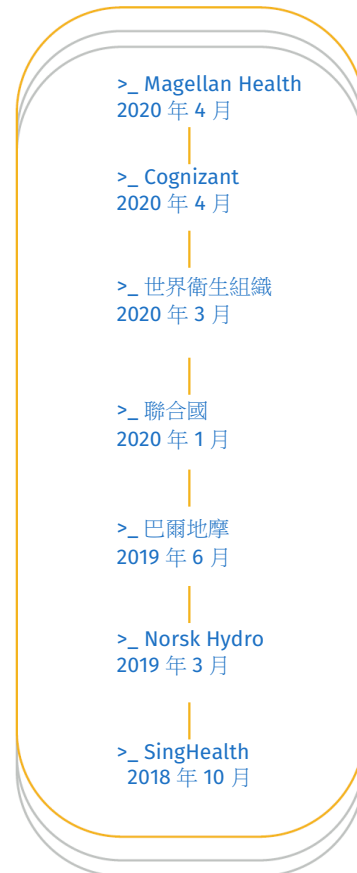 >_ Magellan Health
2020 年 4 月
>_ Cognizant
2020 年 4 月
>_ 世界衛生組織
2020 年 3 月
>_ 聯合國
2020 年 1 月
>_ 巴爾地摩
2019 年 6 月
>_ Norsk Hydro
2019 年 3 月
>_ SingHealth
2018 年 10 月